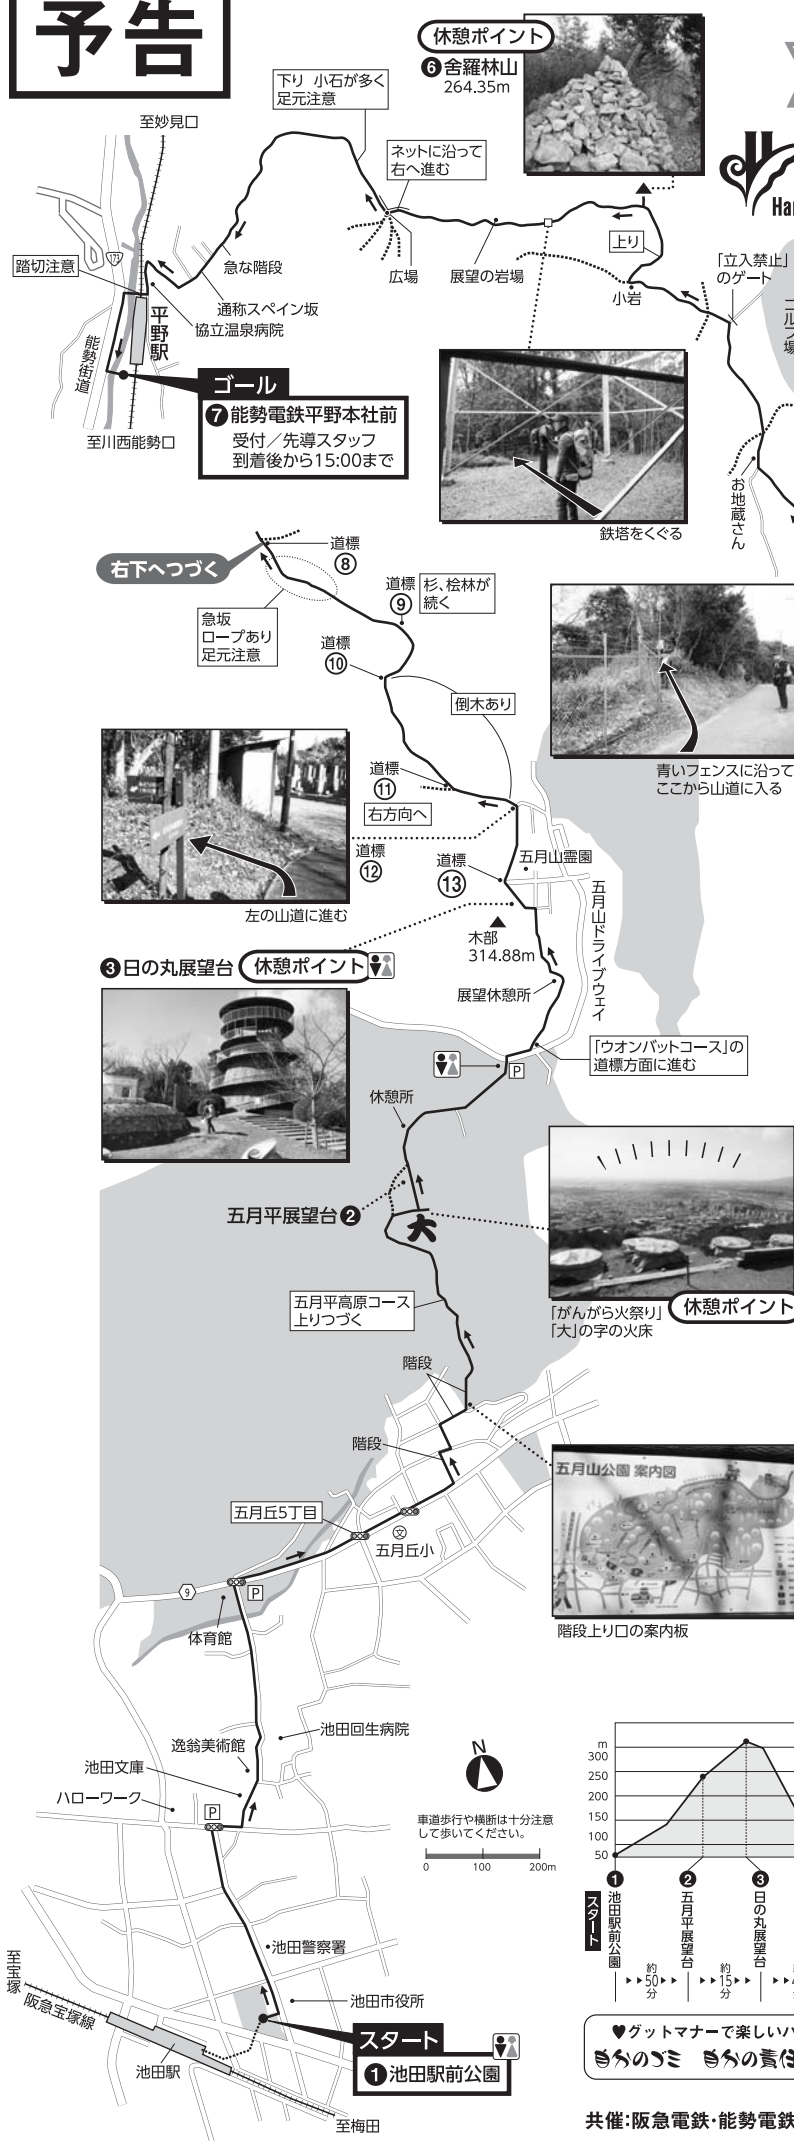 予告
休憩ポイント
❻舎羅林山
264.35m
下り 小石が多く
足元注意
至妙見口
ネットに沿って
右へ進む
Ha
173
踏切注意
急な階段
広場
展望の岩場
上り
小岩
「立入禁止」
のゲート
ゴルフ場
通称スペイン坂
協立温泉病院
平野駅
能勢街道
ゴール
❼能勢電鉄平野本社前
受付／先導スタッフ
到着後から15:00まで
至川西能勢口
お地蔵さん
鉄塔をくぐる
右下へつづく
道標
⑧
道標
⑨
杉、桧林が
続く
急坂
ロープあり
足元注意
道標
⑩
倒木あり
青いフェンスに沿って
ここから山道に入る
道標
⑪
右方向へ
道標
⑫
左の山道に進む
五月山霊園
道標
⑬
五月山ドライブウェイ
木部
314.88m
❸日の丸展望台
休憩ポイント
展望休憩所
「ウオンバットコース」の
道標方面に進む
P
休憩所
五月平展望台❷
大
五月平高原コース
上りつづく
「がんがら火祭り」
「大」の字の火床
休憩ポイント
階段
階段
五月山公園 案内図
階段上り口の案内板
五月丘5丁目
文
五月丘小
9
P
体育館
池田回生病院
逸翁美術館
池田文庫
ハローワーク
P
N
車道歩行や横断は十分注意
して歩いてください。
0 100 200m
m
300
250
200
150
100
50
❶ ❷ ❸
スタート
池田駅前公園
五月平展望台
日の丸展望台
約50分
約15分
池田警察署
池田市役所
至宝塚
阪急宝塚線
池田駅
スタート
❶池田駅前公園
至梅田
♥グットマナーで楽しいハ
自分のゴミ 自分の責任
共催:阪急電鉄・能勢電鉄